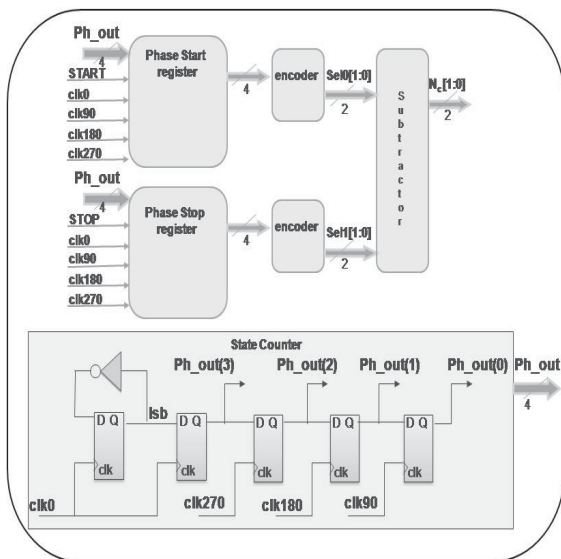 Ph_out
4
START
clk0
clk90
clk180
clk270
Phase Start
register
4
encoder
Sel0[1:0]
2
Subtractor
Nc[1:0]
2
Ph_out
4
STOP
clk0
clk90
clk180
clk270
Phase Stop
register
4
encoder
Sel1[1:0]
2
State Counter
Ph_out(3)
Ph_out(2)
Ph_out(1)
Ph_out(0)
Ph_out
4
lsb
D Q
D Q
D Q
D Q
D Q
clk
clk
clk
clk
clk
clk0
clk270
clk180
clk90